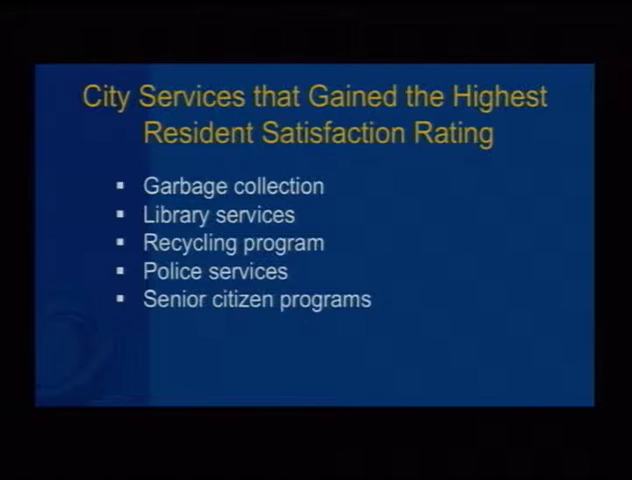 City Services that Gained the Highest
Resident Satisfaction Rating
▪ Garbage collection
▪ Library services
▪ Recycling program
▪ Police services
▪ Senior citizen programs